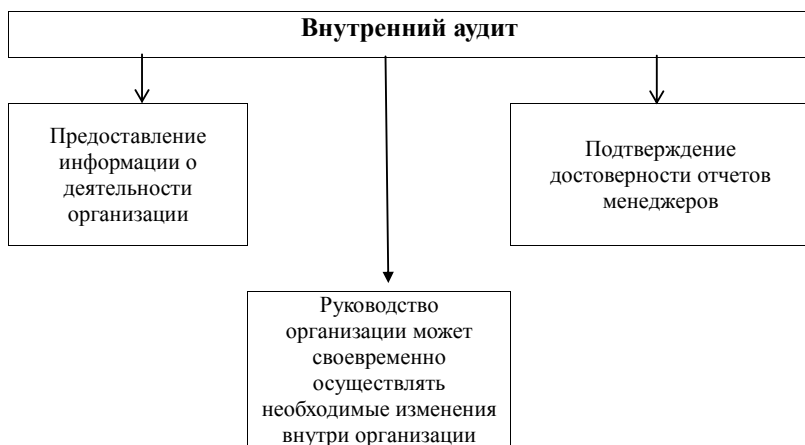 Внутренний аудит
Предоставление
информации о
деятельности
организации
Подтверждение
достоверности отчетов
менеджеров
Руководство
организации может
своевременно
осуществлять
необходимые изменения
внутри организации